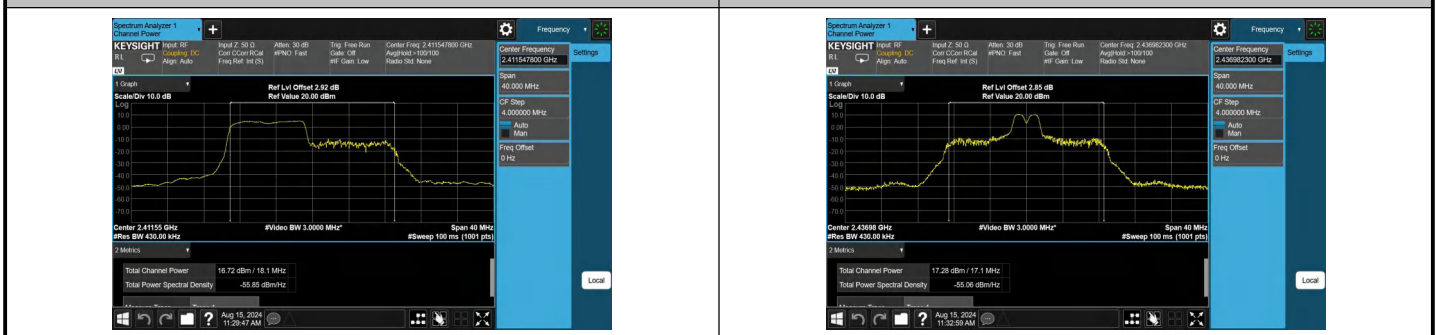 Spectrum Analyzer 1
Channel Power
Frequency
KEYSIGHT
RL
Input: RF
Coupling: DC
Align: Auto
Input Z: 50 Ω
Corr CCorr RCal
Freq Ref: Int (S)
Atten: 30 dB
#PNO: Fast
Trig: Free Run
Gate: Off
#IF Gain: Low
Center Freq: 2.411547800 GHz
Avg|Hold:>100/100
Radio Std: None
LV
Center Frequency
2.411547800 GHz
Settings
Span
40.000 MHz
CF Step
4.000000 MHz
Auto
Man
Freq Offset
0 Hz
1 Graph
Scale/Div 10.0 dB
Ref Lvl Offset 2.92 dB
Ref Value 20.00 dBm
Log
10.0
0.00
-10.0
-20.0
-30.0
-40.0
-50.0
-60.0
-70.0
Center 2.41155 GHz
#Res BW 430.00 kHz
#Video BW 3.0000 MHz*
Span 40 MHz
#Sweep 100 ms (1001 pts)
2 Metrics
Total Channel Power 16.72 dBm / 18.1 MHz
Total Power Spectral Density -55.85 dBm/Hz
Local
Aug 15, 2024
11:29:47 AM
Spectrum Analyzer 1
Channel Power
Frequency
KEYSIGHT
RL
Input: RF
Coupling: DC
Align: Auto
Input Z: 50 Ω
Corr CCorr RCal
Freq Ref: Int (S)
Atten: 30 dB
#PNO: Fast
Trig: Free Run
Gate: Off
#IF Gain: Low
Center Freq: 2.436982300 GHz
Avg|Hold:>100/100
Radio Std: None
LV
Center Frequency
2.436982300 GHz
Settings
Span
40.000 MHz
CF Step
4.000000 MHz
Auto
Man
Freq Offset
0 Hz
1 Graph
Scale/Div 10.0 dB
Ref Lvl Offset 2.85 dB
Ref Value 20.00 dBm
Log
10.0
0.00
-10.0
-20.0
-30.0
-40.0
-50.0
-60.0
-70.0
Center 2.43698 GHz
#Res BW 430.00 kHz
#Video BW 3.0000 MHz*
Span 40 MHz
#Sweep 100 ms (1001 pts)
2 Metrics
Total Channel Power 17.28 dBm / 17.1 MHz
Total Power Spectral Density -55.06 dBm/Hz
Local
Aug 15, 2024
11:32:59 AM